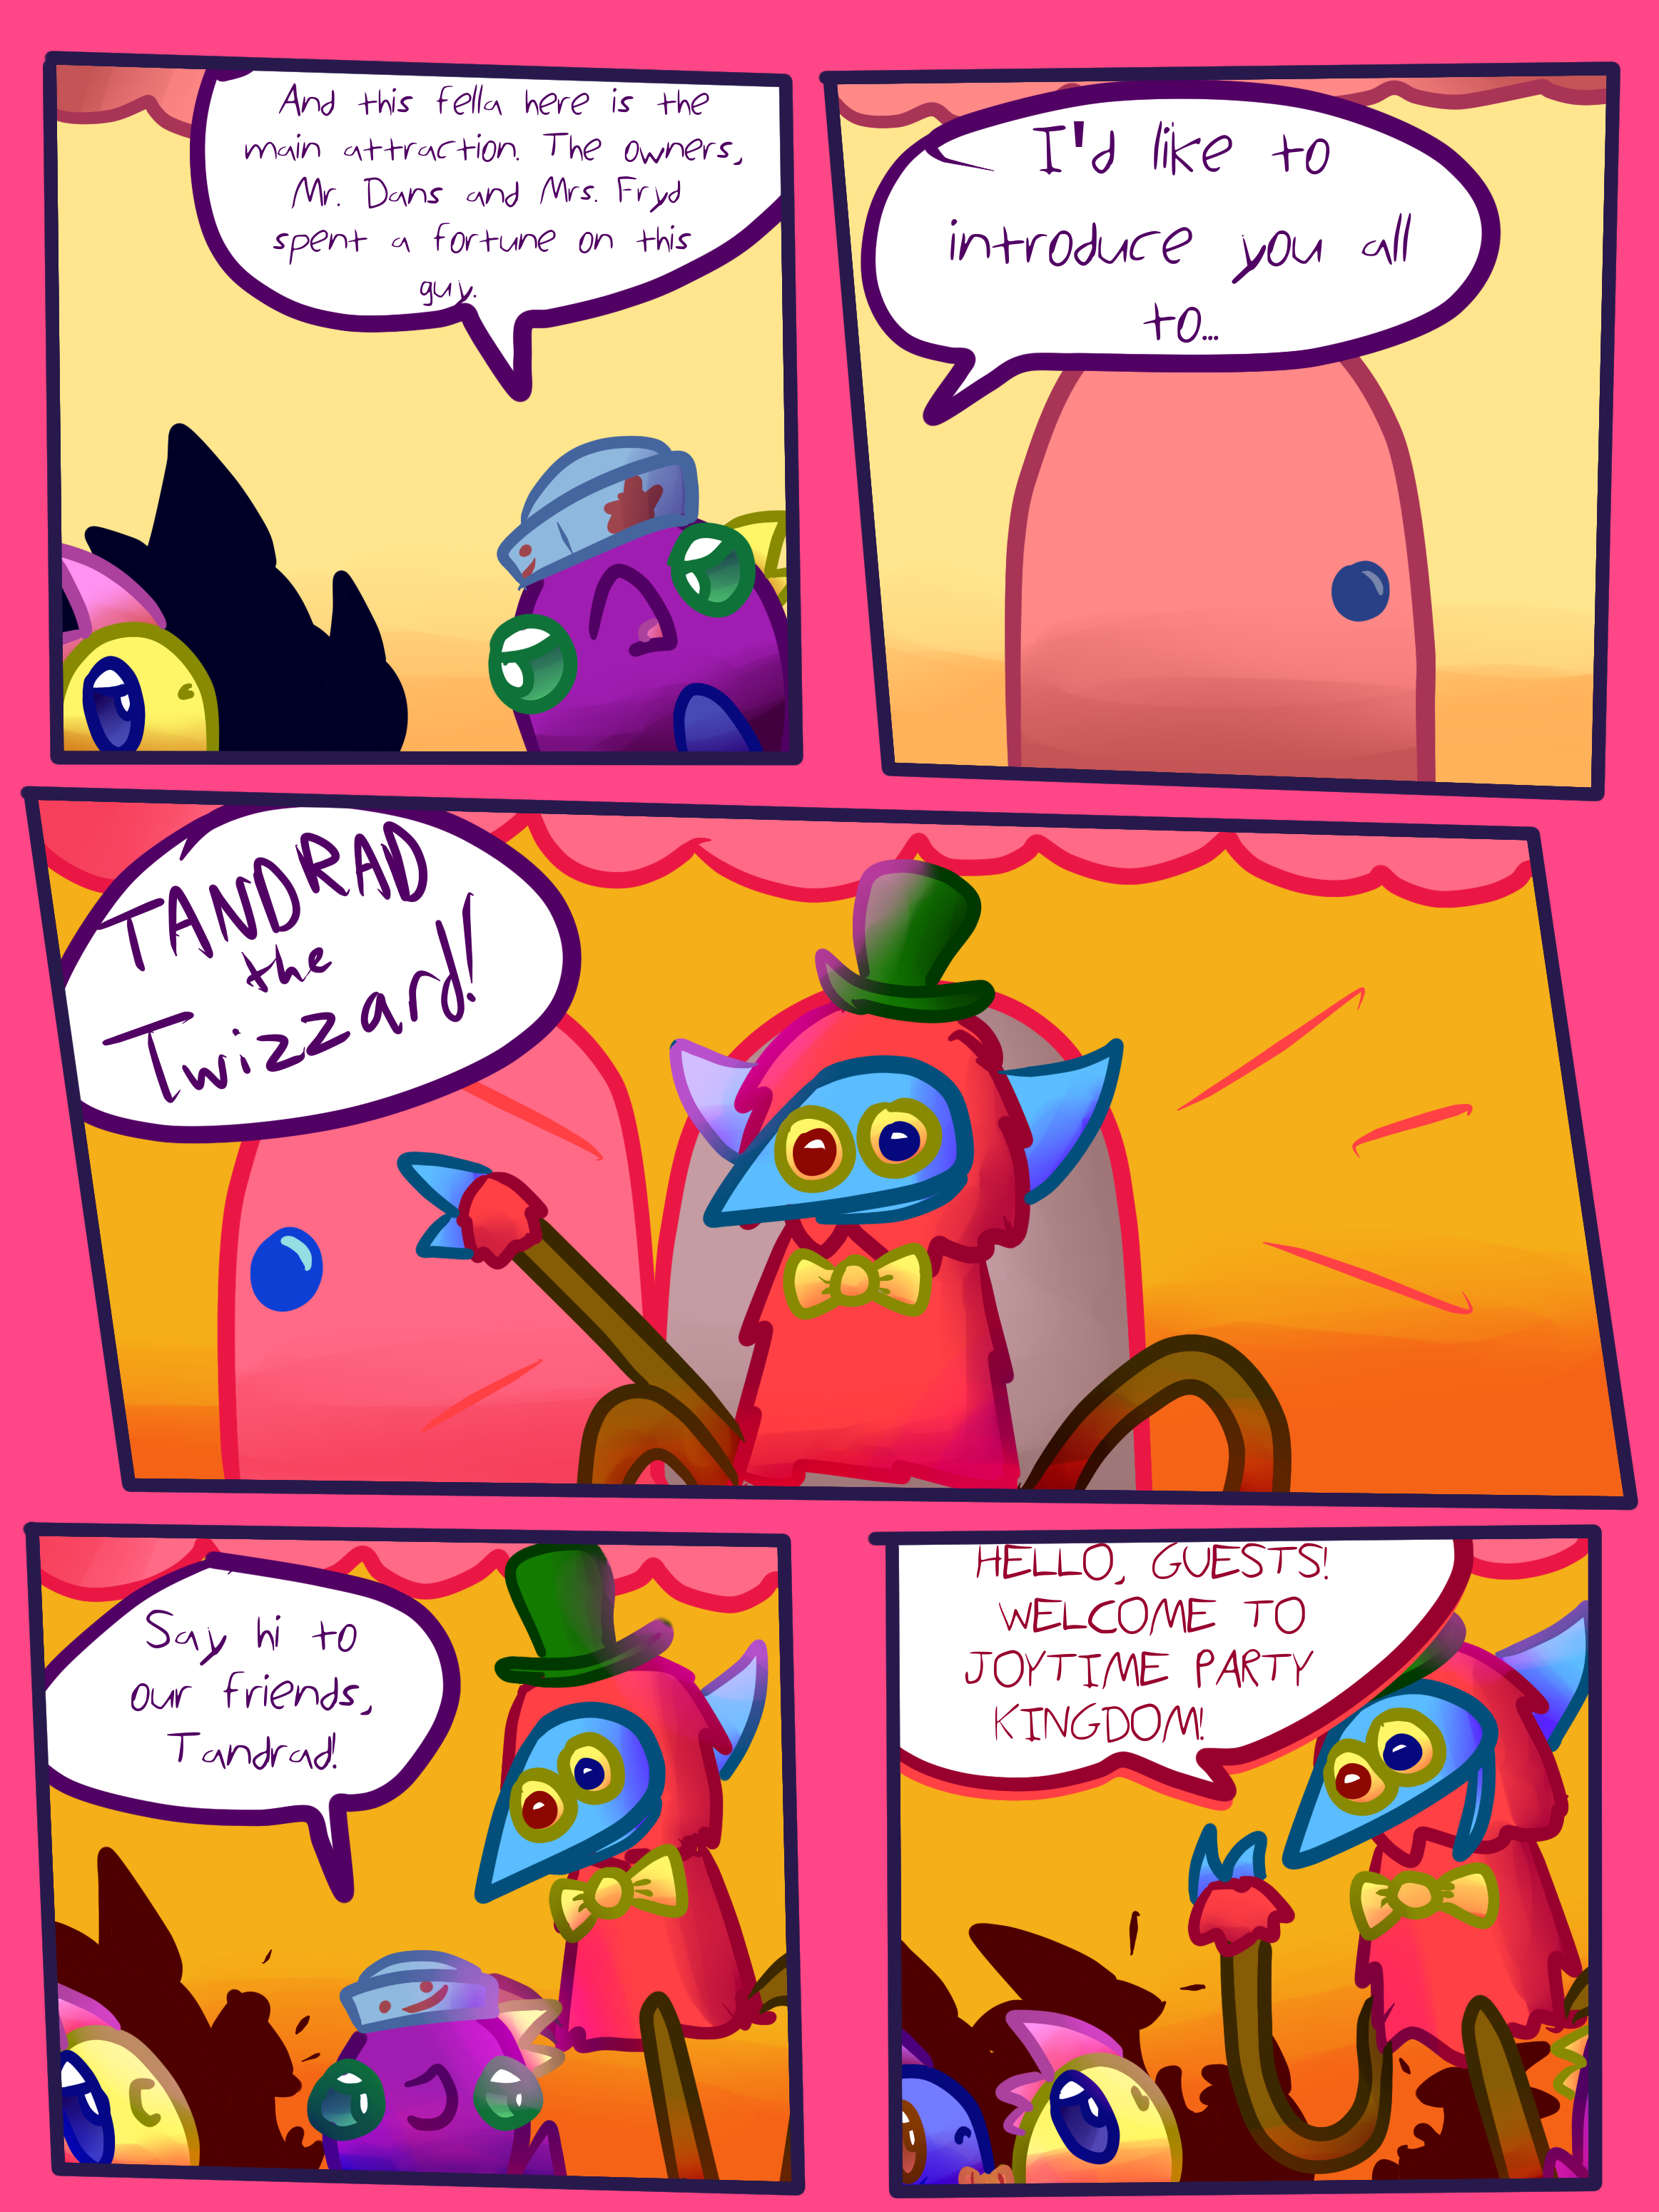 And this fella here is the
main attraction. The owners,
Mr. Dans and Mrs. Fryd
spent a fortune on this
guy.
I'd like to
introduce you all
to...
TANDRAD
the
Twizzard!
Say hi to
our friends,
Tandrad!
HELLO, GUESTS!
WELCOME TO
JOYTIME PARTY
KINGDOM!